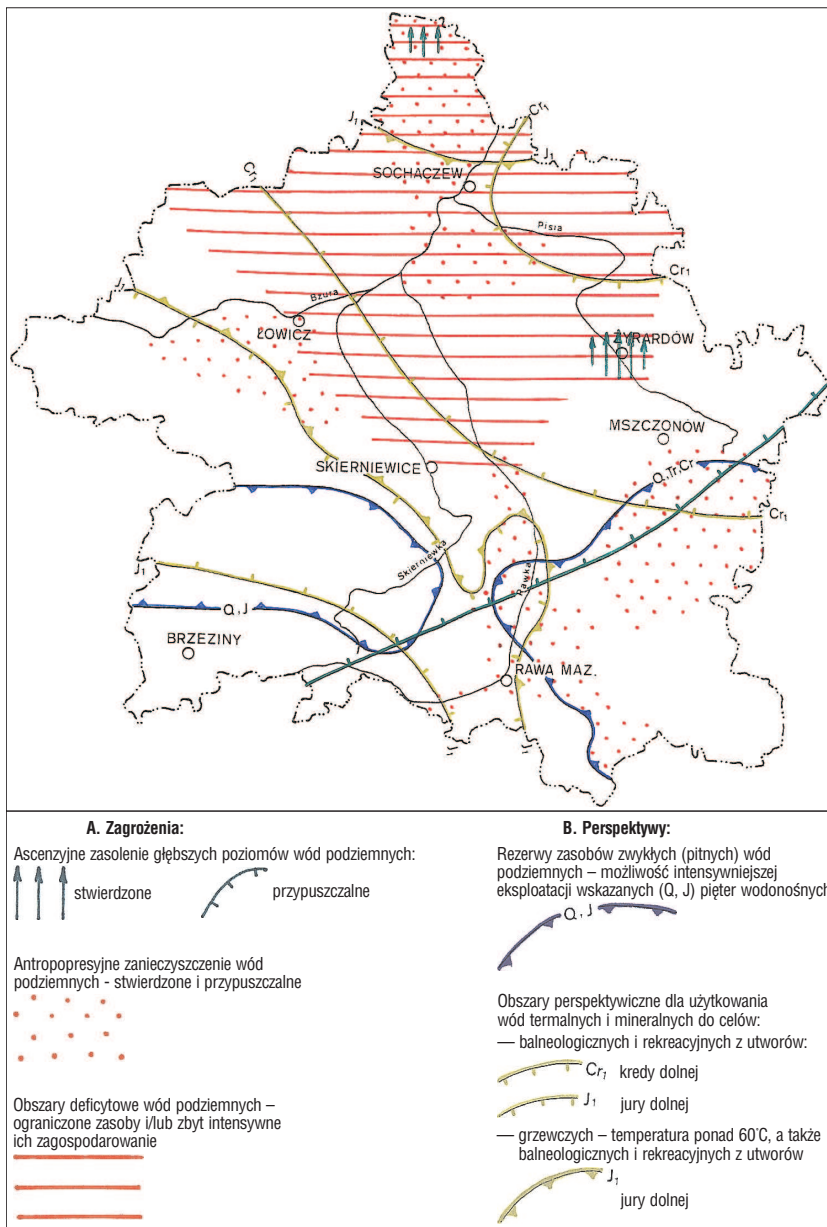 Cr₁
J₁
Cr₁
J₁
SOCHACZEW
Pisia
Cr₁
J₁
Bzura
ŁOWICZ
ŻYRARDÓW
MSZCZONÓW
SKIERNIEWICE
Q,Tr,Cr
Cr₁
Skierniewka
Rawka
J₁
Q,J
BRZEZINY
RAWA MAZ.
J₁
A. Zagrożenia:
Ascenzyjne zasolenie głębszych poziomów wód podziemnych:
stwierdzone
przypuszczalne
Antropopresyjne zanieczyszczenie wód
podziemnych - stwierdzone i przypuszczalne
Obszary deficytowe wód podziemnych –
ograniczone zasoby i/lub zbyt intensywne
ich zagospodarowanie
B. Perspektywy:
Rezerwy zasobów zwykłych (pitnych) wód
podziemnych – możliwość intensywniejszej
eksploatacji wskazanych (Q, J) pięter wodonośnych
Q, J
Obszary perspektywiczne dla użytkowania
wód termalnych i mineralnych do celów:
— balneologicznych i rekreacyjnych z utworów:
Cr₁ kredy dolnej
J₁ jury dolnej
— grzewczych – temperatura ponad 60°C, a także
balneologicznych i rekreacyjnych z utworów
J₁
jury dolnej